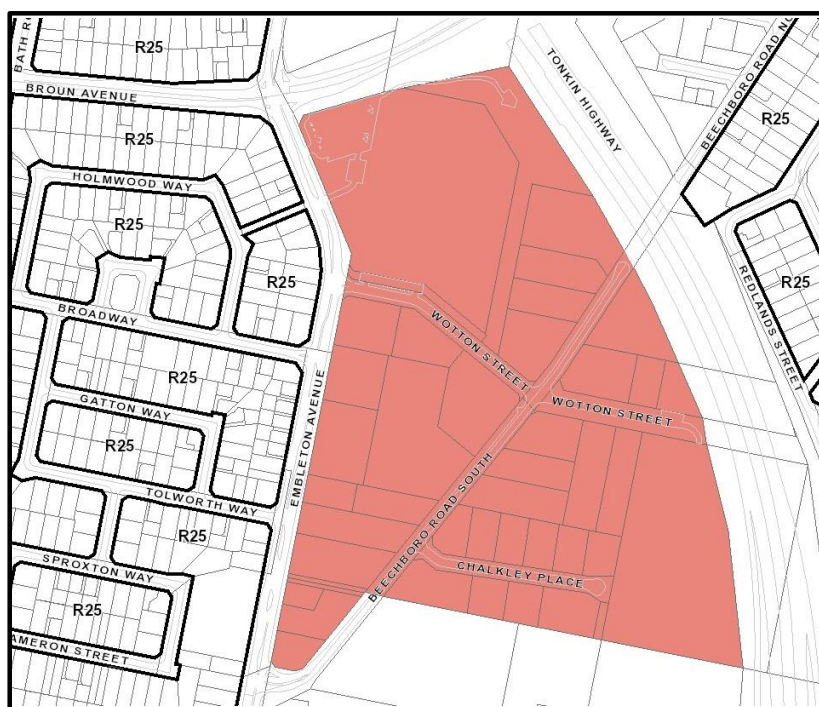 BATH RO
R25
BROUN AVENUE
R25
HOLMWOOD WAY
R25
R25
BROADWAY
R25
GATTON WAY
R25
TOLWORTH WAY
R25
SPROXTON WAY
R25
AMERON STREET
EMBLETON AVENUE
TONKIN HIGHWAY
BEECHBORO ROAD NO
R25
REDLANDS STREET
R25
WOTTON STREET
WOTTON STREET
BEECHBORO ROAD SOUTH
CHALKLEY PLACE